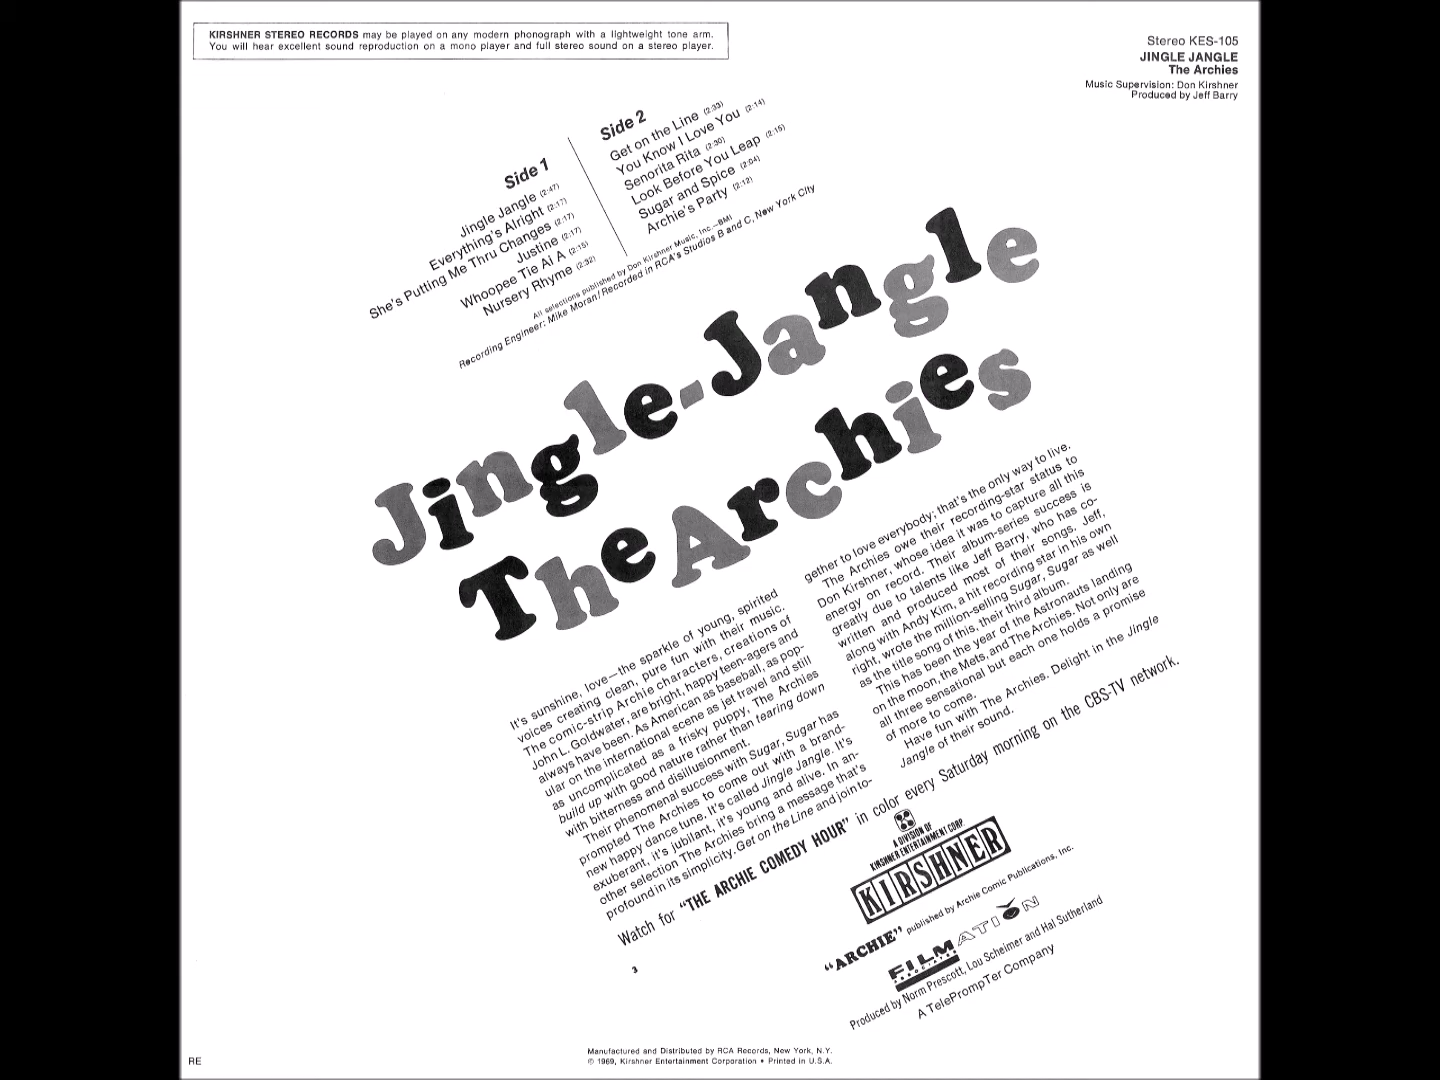 KIRSHNER STEREO RECORDS may be played on any modern phonograph with a lightweight tone arm.
You will hear excellent sound reproduction on a mono player and full stereo sound on a stereo player.
Stereo KES-105
JINGLE JANGLE
The Archies
Music Supervision: Don Kirshner
Produced by Jeff Barry
Side 1
Jingle Jangle (2:47)
Everything's Alright (2:17)
She's Putting Me Thru Changes (2:17)
Justine (2:17)
Whoopee Tie Ai A (2:15)
Nursery Rhyme (2:32)
Side 2
Get on the Line (2:33)
You Know I Love You (2:14)
Senorita Rita (2:30)
Look Before You Leap (2:15)
Sugar and Spice (2:04)
Archie's Party (2:12)
All selections published by Don Kirshner Music, Inc.—BMI
Recording Engineer: Mike Moran/Recorded in RCA's Studios B and C, New York City
Jingle-Jangle
The Archies
It's sunshine, love—the sparkle of young, spirited
voices creating clean, pure fun with their music.
The comic-strip Archie characters, creations of
John L. Goldwater, are bright, happy teen-agers and
always have been. As American as baseball, as pop-
ular on the international scene as jet travel and still
as uncomplicated as a frisky puppy, The Archies
build up with good nature rather than tearing down
with bitterness and disillusionment.
Their phenomenal success with Sugar, Sugar has
prompted The Archies to come out with a brand-
new happy dance tune. It's called Jingle Jangle. It's
exuberant, it's jubilant, it's young and alive. In an-
other selection The Archies bring a message that's
profound in its simplicity. Get on the Line and join to-
gether to love everybody; that's the only way to live.
The Archies owe their recording-star status to
Don Kirshner, whose idea it was to capture all this
energy on record. Their album-series success is
greatly due to talents like Jeff Barry, who has co-
written and produced most of their songs. Jeff,
along with Andy Kim, a hit recording star in his own
right, wrote the million-selling Sugar, Sugar as well
as the title song of this, their third album.
This has been the year of the Astronauts landing
on the moon, the Mets, and The Archies. Not only are
all three sensational but each one holds a promise
of more to come.
Have fun with The Archies. Delight in the Jingle
Jangle of their sound.
Watch for "THE ARCHIE COMEDY HOUR" in color every Saturday morning on the CBS-TV network.
A DIVISION OF
KIRSHNER ENTERTAINMENT CORP.
KIRSHNER
"ARCHIE" published by Archie Comic Publications, Inc.
FILMATION
ASSOCIATES
Produced by Norm Prescott, Lou Scheimer and Hal Sutherland
A TelePrompTer Company
3
RE
Manufactured and Distributed by RCA Records, New York, N.Y.
© 1969, Kirshner Entertainment Corporation • Printed in U.S.A.